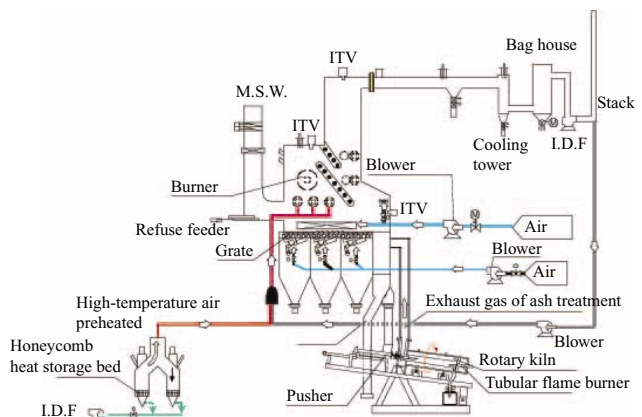 Bag house
ITV
M.S.W.
Stack
ITV
Cooling
tower
I.D.F
Blower
Burner
ITV
Refuse feeder
Air
Grate
Blower
Air
High-temperature air
preheated
Exhaust gas of ash treatment
Honeycomb
heat storage bed
Blower
Rotary kiln
Pusher
Tubular flame burner
I.D.F